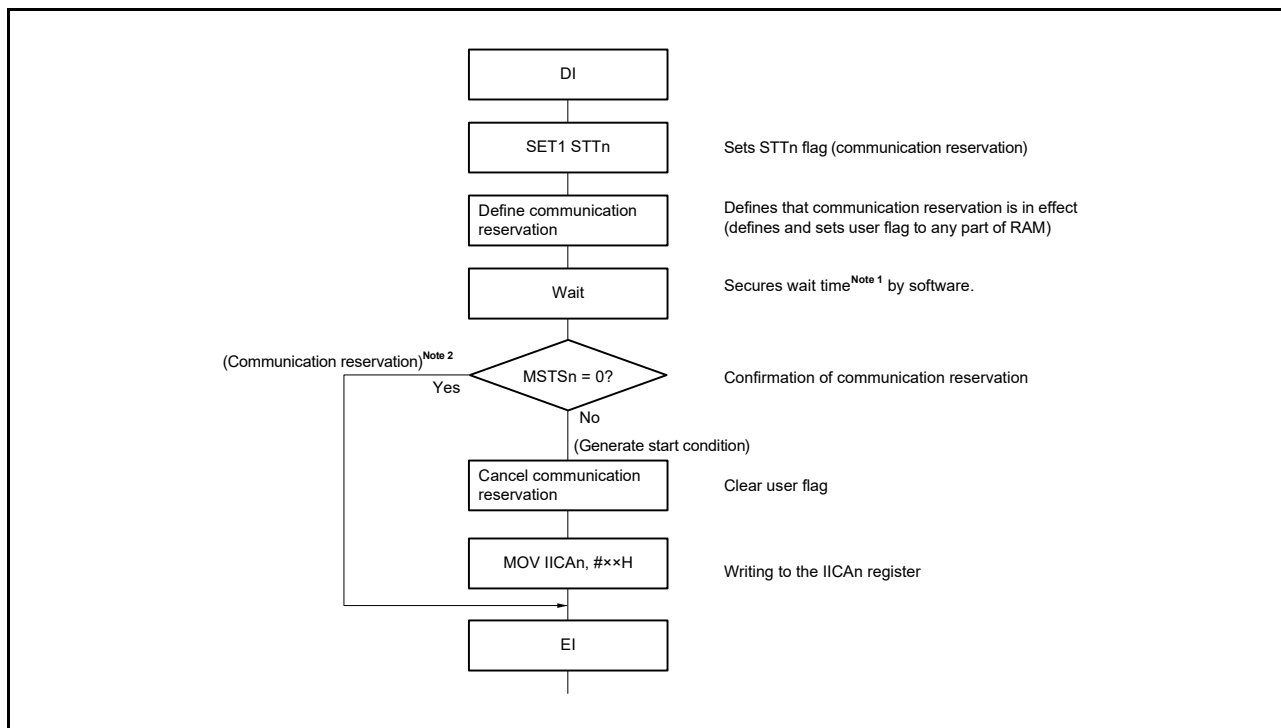 DI
SET1 STTn
Sets STTn flag (communication reservation)
Define communication
reservation
Defines that communication reservation is in effect
(defines and sets user flag to any part of RAM)
Wait
Secures wait time Note 1 by software.
(Communication reservation) Note 2
Yes
MSTSn = 0?
Confirmation of communication reservation
No
(Generate start condition)
Cancel communication
reservation
Clear user flag
MOV IICAn, #××H
Writing to the IICAn register
EI